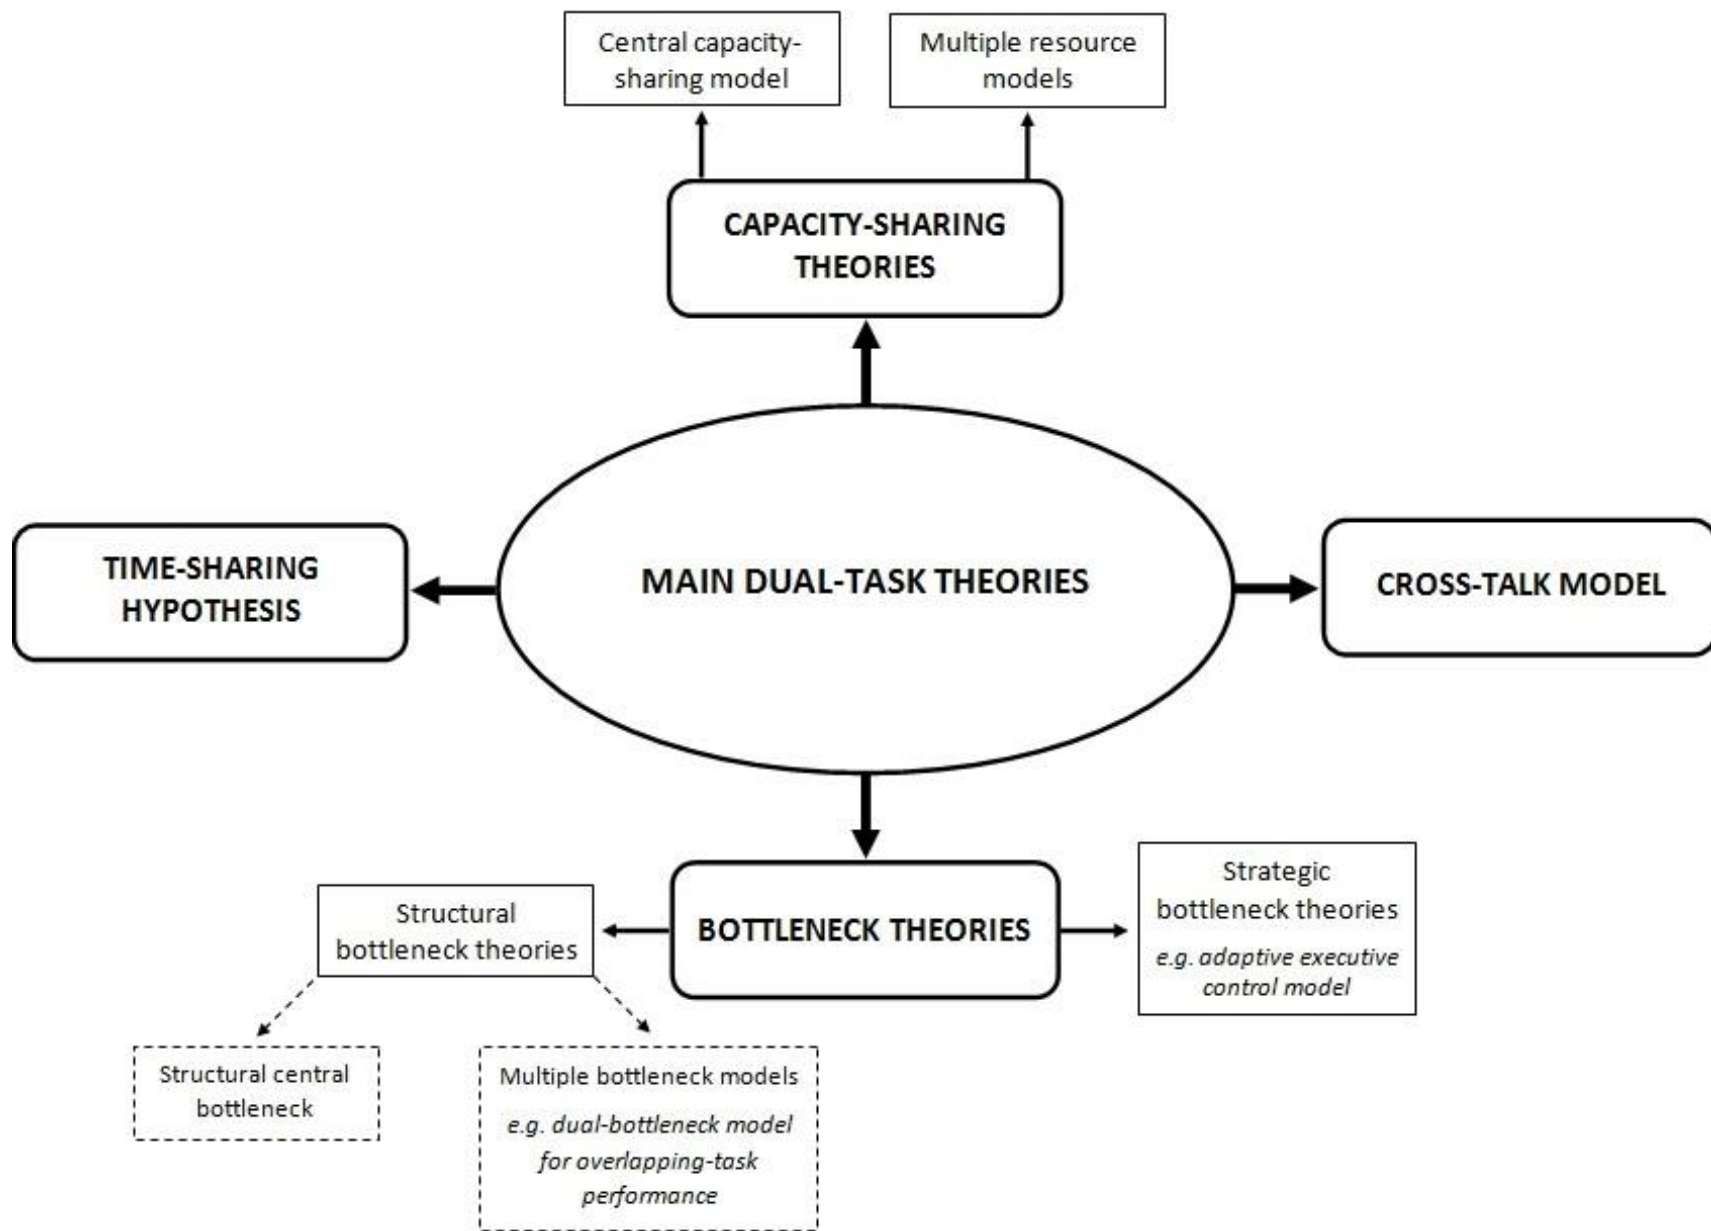 Central capacity-
sharing model
Multiple resource
models
CAPACITY-SHARING
THEORIES
TIME-SHARING
HYPOTHESIS
MAIN DUAL-TASK THEORIES
CROSS-TALK MODEL
BOTTLENECK THEORIES
Structural
bottleneck theories
Strategic
bottleneck theories
e.g. adaptive executive
control model
Structural central
bottleneck
Multiple bottleneck models
e.g. dual-bottleneck model
for overlapping-task
performance